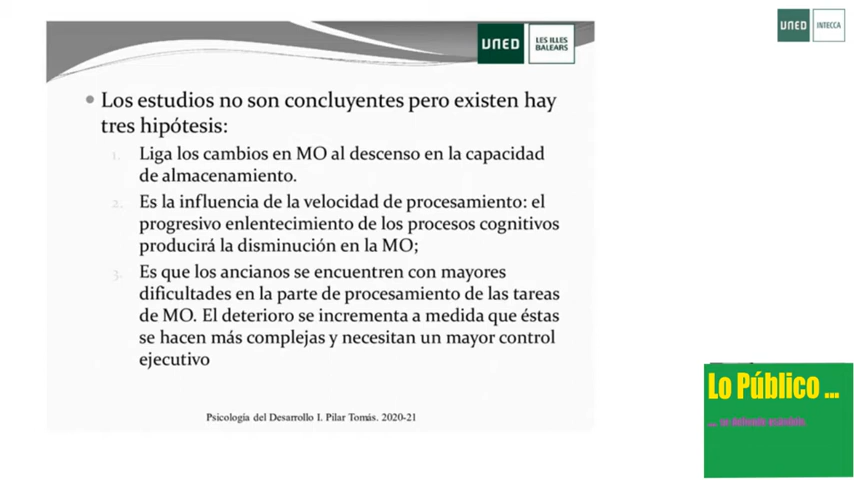 UNED
INTECCA
UNED
LES ILLES
BALEARS
Los estudios no son concluyentes pero existen hay
tres hipótesis:
1. Liga los cambios en MO al descenso en la capacidad
de almacenamiento.
2. Es la influencia de la velocidad de procesamiento: el
progresivo enlentecimiento de los procesos cognitivos
producirá la disminución en la MO;
3. Es que los ancianos se encuentren con mayores
dificultades en la parte de procesamiento de las tareas
de MO. El deterioro se incrementa a medida que éstas
se hacen más complejas y necesitan un mayor control
ejecutivo
Lo Público ...
Psicología del Desarrollo I. Pilar Tomás. 2020-21